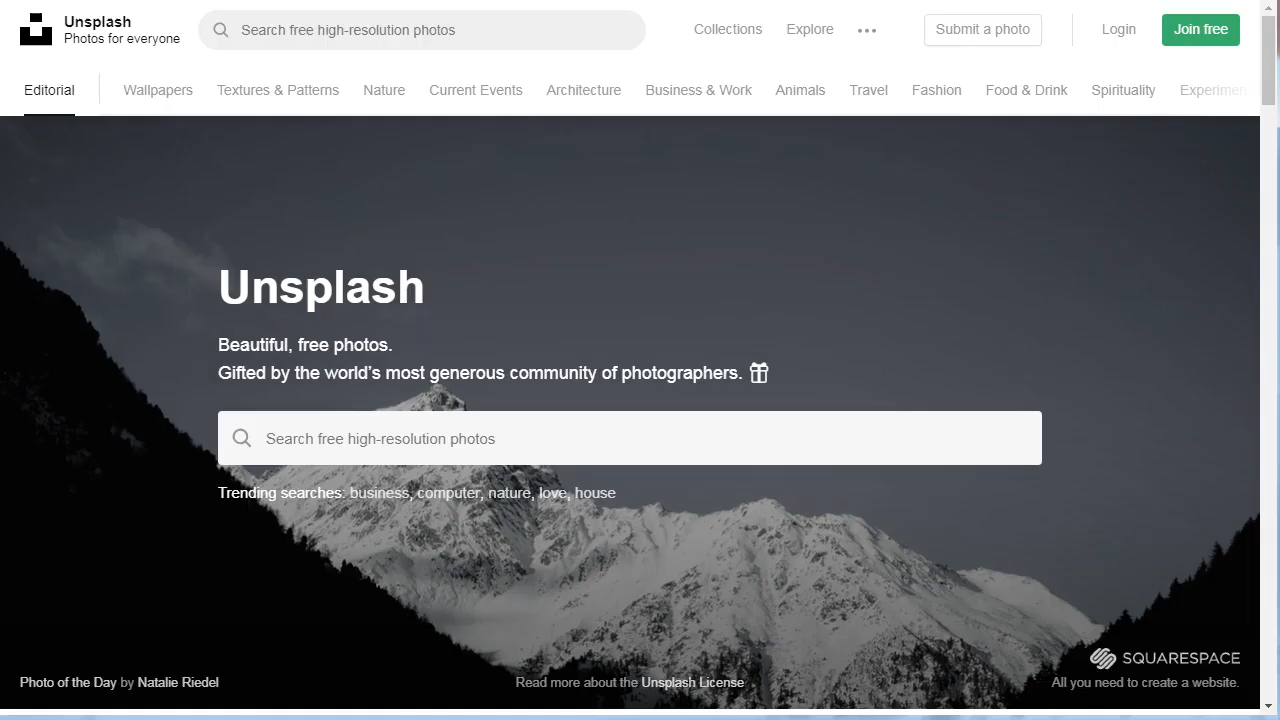 Unsplash
Photos for everyone
Search free high-resolution photos
Collections
Explore
Submit a photo
Login
Join free
Editorial
Wallpapers
Textures & Patterns
Nature
Current Events
Architecture
Business & Work
Animals
Travel
Fashion
Food & Drink
Spirituality
Experimen
Unsplash
Beautiful, free photos.
Gifted by the world’s most generous community of photographers.
Search free high-resolution photos
Trending searches: business, computer, nature, love, house
SQUARESPACE
Photo of the Day by Natalie Riedel
Read more about the Unsplash License
All you need to create a website.